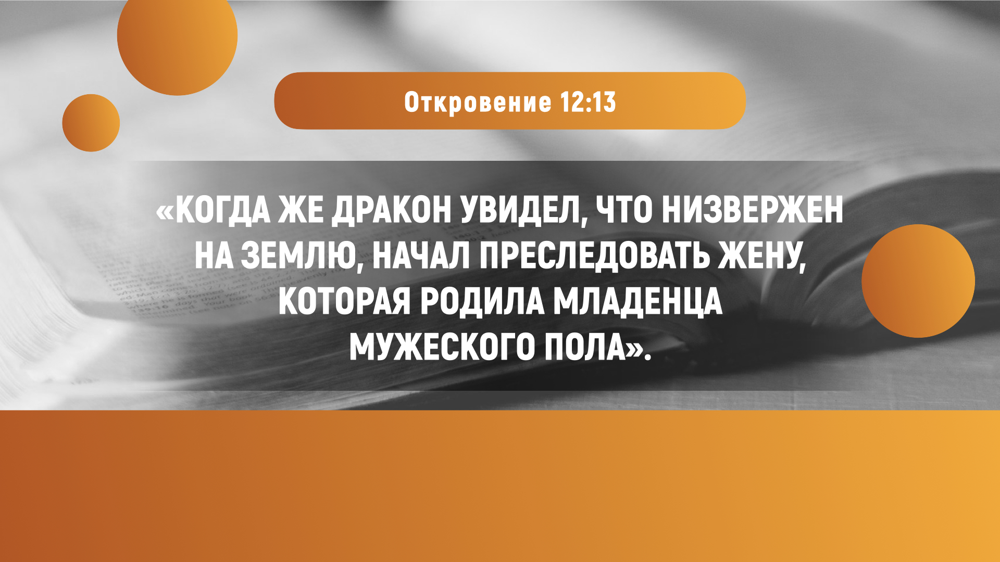 Откровение 12:13
«КОГДА ЖЕ ДРАКОН УВИДЕЛ, ЧТО НИЗВЕРЖЕН
НА ЗЕМЛЮ, НАЧАЛ ПРЕСЛЕДОВАТЬ ЖЕНУ,
КОТОРАЯ РОДИЛА МЛАДЕНЦА
МУЖЕСКОГО ПОЛА».